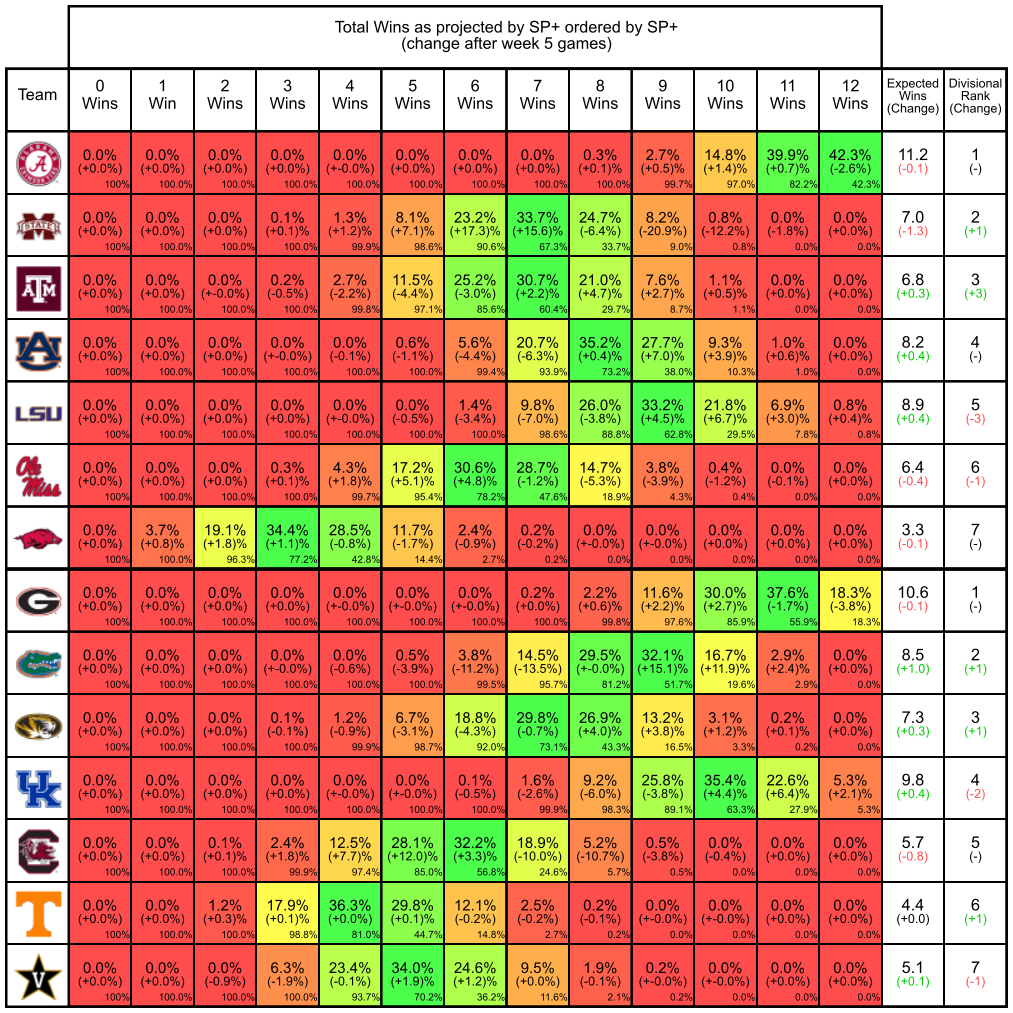 Total Wins as projected by SP+ ordered by SP+
(change after week 5 games)
Team 0 Wins 1 Win 2 Wins 3 Wins 4 Wins 5 Wins 6 Wins 7 Wins 8 Wins 9 Wins 10 Wins 11 Wins 12 Wins Expected Wins (Change) Divisional Rank (Change)
A 0.0% 0.0% 0.0% 0.0% 0.0% 0.0% 0.0% 0.0% 0.3% 2.7% 14.8% 39.9% 42.3% 11.2 1
(+0.0%) (+0.0%) (+0.0%) (+0.0%) (+-0.0%) (+0.0%) (+0.0%) (+0.0%) (+0.1%) (+0.5)% (+1.4)% (+0.7)% (-2.6%) (-0.1) (-)
100% 100.0% 100.0% 100.0% 100.0% 100.0% 100.0% 100.0% 100.0% 99.7% 97.0% 82.2% 42.3%
STATE 0.0% 0.0% 0.0% 0.1% 1.3% 8.1% 23.2% 33.7% 24.7% 8.2% 0.8% 0.0% 0.0% 7.0 2
(+0.0%) (+0.0%) (+0.0%) (+0.1)% (+1.2)% (+7.1)% (+17.3)% (+15.6)% (-6.4%) (-20.9%) (-12.2%) (-1.8%) (+0.0%) (-1.3) (+1)
100% 100.0% 100.0% 100.0% 99.9% 98.6% 90.6% 67.3% 33.7% 9.0% 0.8% 0.0% 0.0%
ATM 0.0% 0.0% 0.0% 0.2% 2.7% 11.5% 25.2% 30.7% 21.0% 7.6% 1.1% 0.0% 0.0% 6.8 3
(+0.0%) (+0.0%) (+-0.0%) (-0.5%) (-2.2%) (-4.4%) (-3.0%) (+2.2)% (+4.7)% (+2.7)% (+0.5)% (+0.0%) (+0.0%) (+0.3) (+3)
100% 100.0% 100.0% 100.0% 99.8% 97.1% 85.6% 60.4% 29.7% 8.7% 1.1% 0.0% 0.0%
AU 0.0% 0.0% 0.0% 0.0% 0.0% 0.6% 5.6% 20.7% 35.2% 27.7% 9.3% 1.0% 0.0% 8.2 4
(+0.0%) (+0.0%) (+0.0%) (+-0.0%) (-0.1%) (-1.1%) (-4.4%) (-6.3%) (+0.4)% (+7.0)% (+3.9)% (+0.6)% (+0.0%) (+0.4) (-)
100% 100.0% 100.0% 100.0% 100.0% 100.0% 99.4% 93.9% 73.2% 38.0% 10.3% 1.0% 0.0%
LSU 0.0% 0.0% 0.0% 0.0% 0.0% 0.0% 1.4% 9.8% 26.0% 33.2% 21.8% 6.9% 0.8% 8.9 5
(+0.0%) (+0.0%) (+0.0%) (+0.0%) (+-0.0%) (-0.5%) (-3.4%) (-7.0%) (-3.8%) (+4.5)% (+6.7)% (+3.0)% (+0.4)% (+0.4) (-3)
100% 100.0% 100.0% 100.0% 100.0% 100.0% 100.0% 98.6% 88.8% 62.8% 29.5% 7.8% 0.8%
Ole Miss 0.0% 0.0% 0.0% 0.3% 4.3% 17.2% 30.6% 28.7% 14.7% 3.8% 0.4% 0.0% 0.0% 6.4 6
(+0.0%) (+0.0%) (+0.0%) (+0.1)% (+1.8)% (+5.1)% (+4.8)% (-1.2%) (-5.3%) (-3.9%) (-1.2%) (-0.1%) (+0.0%) (-0.4) (-1)
100% 100.0% 100.0% 100.0% 99.7% 95.4% 78.2% 47.6% 18.9% 4.3% 0.4% 0.0% 0.0%
0.0% 3.7% 19.1% 34.4% 28.5% 11.7% 2.4% 0.2% 0.0% 0.0% 0.0% 0.0% 0.0% 3.3 7
(+0.0%) (+0.8)% (+1.8)% (+1.1)% (-0.8%) (-1.7%) (-0.9%) (-0.2%) (+-0.0%) (+-0.0%) (+0.0%) (+0.0%) (+0.0%) (-0.1) (-)
100% 100.0% 96.3% 77.2% 42.8% 14.4% 2.7% 0.2% 0.0% 0.0% 0.0% 0.0% 0.0%
G 0.0% 0.0% 0.0% 0.0% 0.0% 0.0% 0.0% 0.2% 2.2% 11.6% 30.0% 37.6% 18.3% 10.6 1
(+0.0%) (+0.0%) (+0.0%) (+0.0%) (+-0.0%) (+-0.0%) (+-0.0%) (+0.0%) (+0.6)% (+2.2)% (+2.7)% (-1.7%) (-3.8%) (-0.1) (-)
100% 100.0% 100.0% 100.0% 100.0% 100.0% 100.0% 100.0% 99.8% 97.6% 85.9% 55.9% 18.3%
0.0% 0.0% 0.0% 0.0% 0.0% 0.5% 3.8% 14.5% 29.5% 32.1% 16.7% 2.9% 0.0% 8.5 2
(+0.0%) (+0.0%) (+0.0%) (+-0.0%) (-0.6%) (-3.9%) (-11.2%) (-13.5%) (+-0.0%) (+15.1)% (+11.9)% (+2.4)% (+0.0%) (+1.0) (+1)
100% 100.0% 100.0% 100.0% 100.0% 100.0% 99.5% 95.7% 81.2% 51.7% 19.6% 2.9% 0.0%
0.0% 0.0% 0.0% 0.1% 1.2% 6.7% 18.8% 29.8% 26.9% 13.2% 3.1% 0.2% 0.0% 7.3 3
(+0.0%) (+0.0%) (+0.0%) (-0.1%) (-0.9%) (-3.1%) (-4.3%) (-0.7%) (+4.0)% (+3.8)% (+1.2)% (+0.1)% (+0.0%) (+0.3) (+1)
100% 100.0% 100.0% 100.0% 99.9% 98.7% 92.0% 73.1% 43.3% 16.5% 3.3% 0.2% 0.0%
UK 0.0% 0.0% 0.0% 0.0% 0.0% 0.0% 0.1% 1.6% 9.2% 25.8% 35.4% 22.6% 5.3% 9.8 4
(+0.0%) (+0.0%) (+0.0%) (+0.0%) (+-0.0%) (+-0.0%) (-0.5%) (-2.6%) (-6.0%) (-3.8%) (+4.4)% (+6.4)% (+2.1)% (+0.4) (-2)
100% 100.0% 100.0% 100.0% 100.0% 100.0% 100.0% 99.9% 98.3% 89.1% 63.3% 27.9% 5.3%
C 0.0% 0.0% 0.1% 2.4% 12.5% 28.1% 32.2% 18.9% 5.2% 0.5% 0.0% 0.0% 0.0% 5.7 5
(+0.0%) (+0.0%) (+0.1)% (+1.8)% (+7.7)% (+12.0)% (+3.3)% (-10.0%) (-10.7%) (-3.8%) (-0.4%) (+0.0%) (+0.0%) (-0.8) (-)
100% 100.0% 100.0% 99.9% 97.4% 85.0% 56.8% 24.6% 5.7% 0.5% 0.0% 0.0% 0.0%
T 0.0% 0.0% 1.2% 17.9% 36.3% 29.8% 12.1% 2.5% 0.2% 0.0% 0.0% 0.0% 0.0% 4.4 6
(+0.0%) (+0.0%) (+0.3)% (+0.1)% (+0.0)% (+0.1)% (-0.2%) (-0.2%) (-0.1%) (+-0.0%) (+-0.0%) (+0.0%) (+0.0%) (+0.0) (+1)
100% 100.0% 100.0% 98.8% 81.0% 44.7% 14.8% 2.7% 0.2% 0.0% 0.0% 0.0% 0.0%
V 0.0% 0.0% 0.0% 6.3% 23.4% 34.0% 24.6% 9.5% 1.9% 0.2% 0.0% 0.0% 0.0% 5.1 7
(+0.0%) (+0.0%) (-0.9%) (-1.9%) (-0.1%) (+1.9)% (+1.2)% (+0.0)% (-0.1%) (+-0.0%) (+-0.0%) (+0.0%) (+0.0%) (+0.1) (-1)
100% 100.0% 100.0% 100.0% 93.7% 70.2% 36.2% 11.6% 2.1% 0.2% 0.0% 0.0% 0.0%